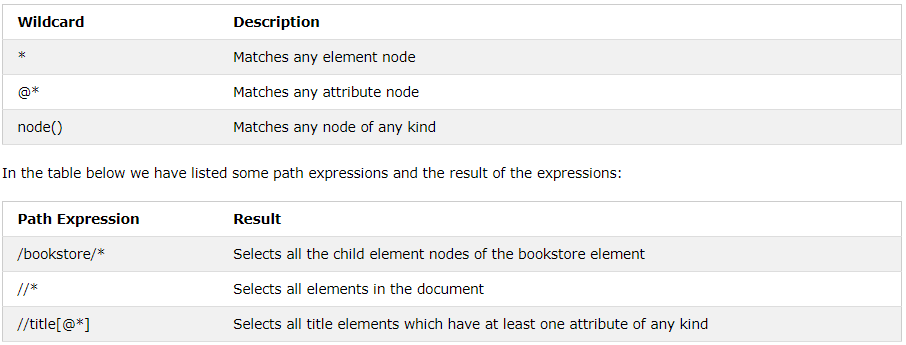 Wildcard Description
* Matches any element node
@* Matches any attribute node
node() Matches any node of any kind
In the table below we have listed some path expressions and the result of the expressions:
Path Expression Result
/bookstore/* Selects all the child element nodes of the bookstore element
//* Selects all elements in the document
//title[@*] Selects all title elements which have at least one attribute of any kind